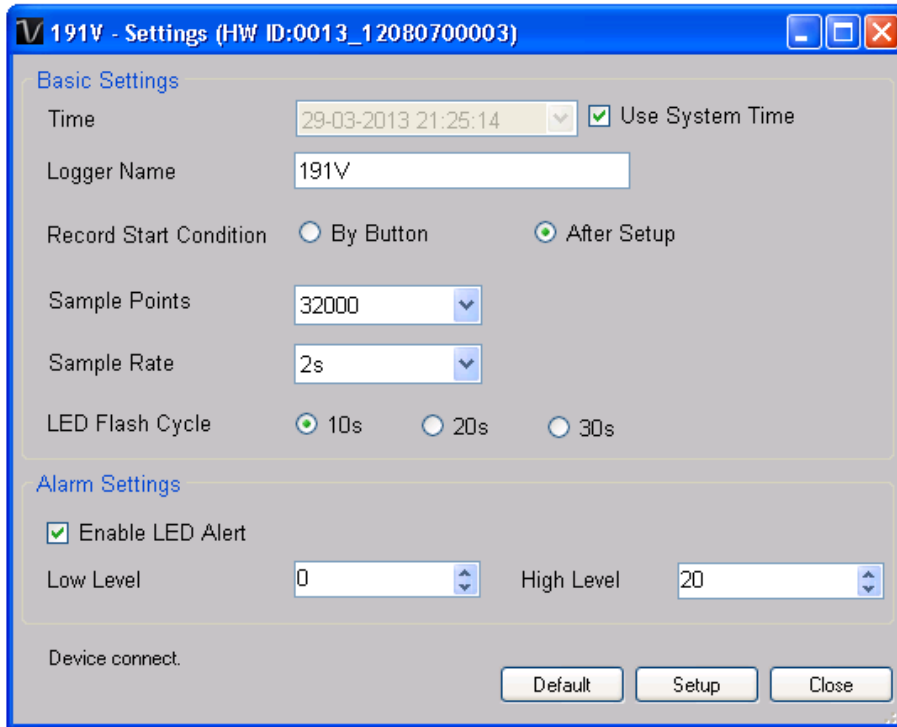 191V - Settings (HW ID:0013_12080700003)
Basic Settings
Time 29-03-2013 21:25:14 Use System Time
Logger Name 191V
Record Start Condition By Button After Setup
Sample Points 32000
Sample Rate 2s
LED Flash Cycle 10s 20s 30s
Alarm Settings
Enable LED Alert
Low Level 0 High Level 20
Device connect.
Default Setup Close